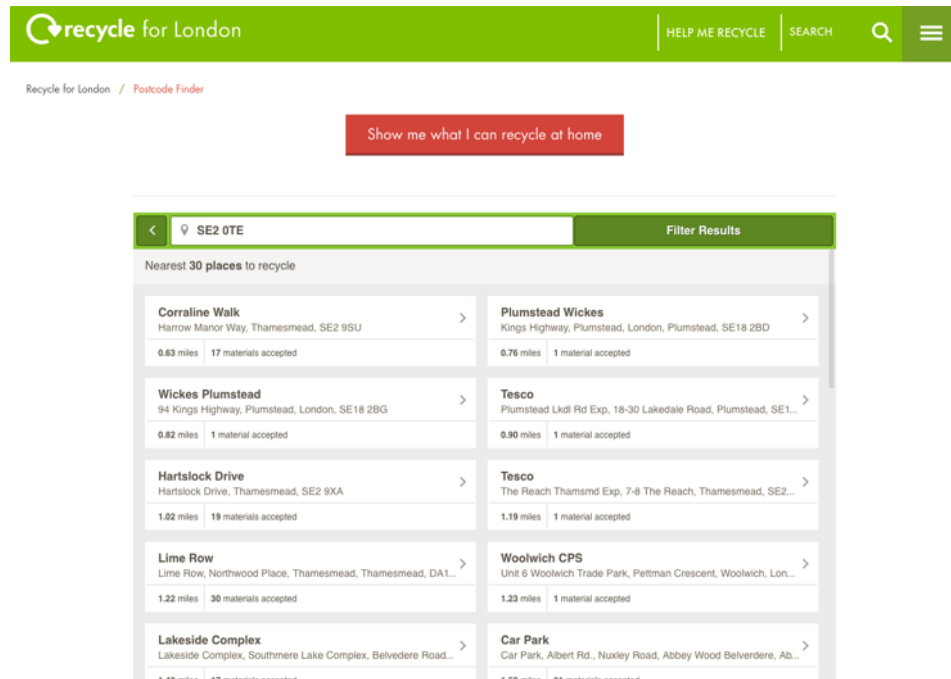 recycle for London
HELP ME RECYCLE
SEARCH
Recycle for London / Postcode Finder
Show me what I can recycle at home
SE2 0TE
Filter Results
Nearest 30 places to recycle
Corraline Walk
Harrow Manor Way, Thamesmead, SE2 9SU
0.63 miles 17 materials accepted
Plumstead Wickes
Kings Highway, Plumstead, London, Plumstead, SE18 2BD
0.76 miles 1 material accepted
Wickes Plumstead
94 Kings Highway, Plumstead, London, SE18 2BG
0.82 miles 1 material accepted
Tesco
Plumstead Lkdl Rd Exp, 18-30 Lakedale Road, Plumstead, SE1...
0.90 miles 1 material accepted
Hartslock Drive
Hartslock Drive, Thamesmead, SE2 9XA
1.02 miles 19 materials accepted
Tesco
The Reach Thamsmd Exp, 7-8 The Reach, Thamesmead, SE2...
1.19 miles 1 material accepted
Lime Row
Lime Row, Northwood Place, Thamesmead, Thamesmead, DA1...
1.22 miles 30 materials accepted
Woolwich CPS
Unit 6 Woolwich Trade Park, Pettman Crescent, Woolwich, Lon...
1.23 miles 1 material accepted
Lakeside Complex
Lakeside Complex, Southmere Lake Complex, Belvedere Road...
Car Park
Car Park, Albert Rd., Nuxley Road, Abbey Wood Belverdere, Ab...